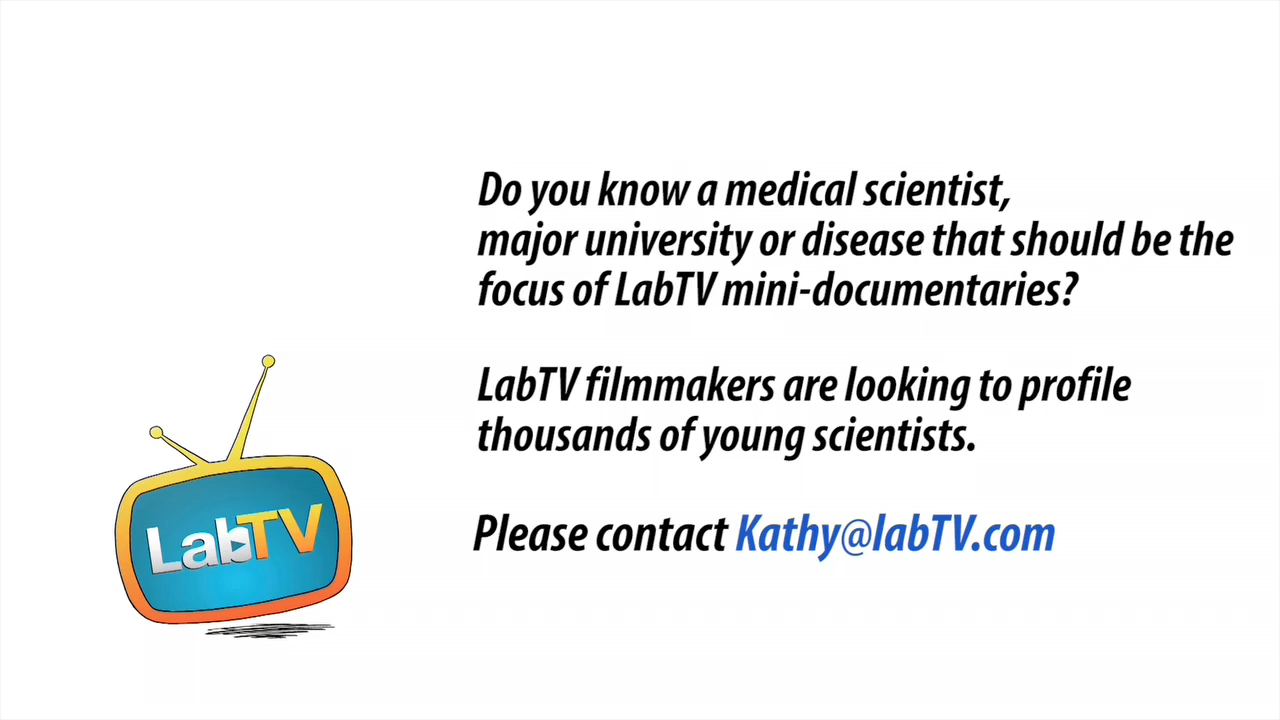 Do you know a medical scientist,
major university or disease that should be the
focus of LabTV mini-documentaries?
LabTV filmmakers are looking to profile
thousands of young scientists.
LabTV
Please contact Kathy@labTV.com